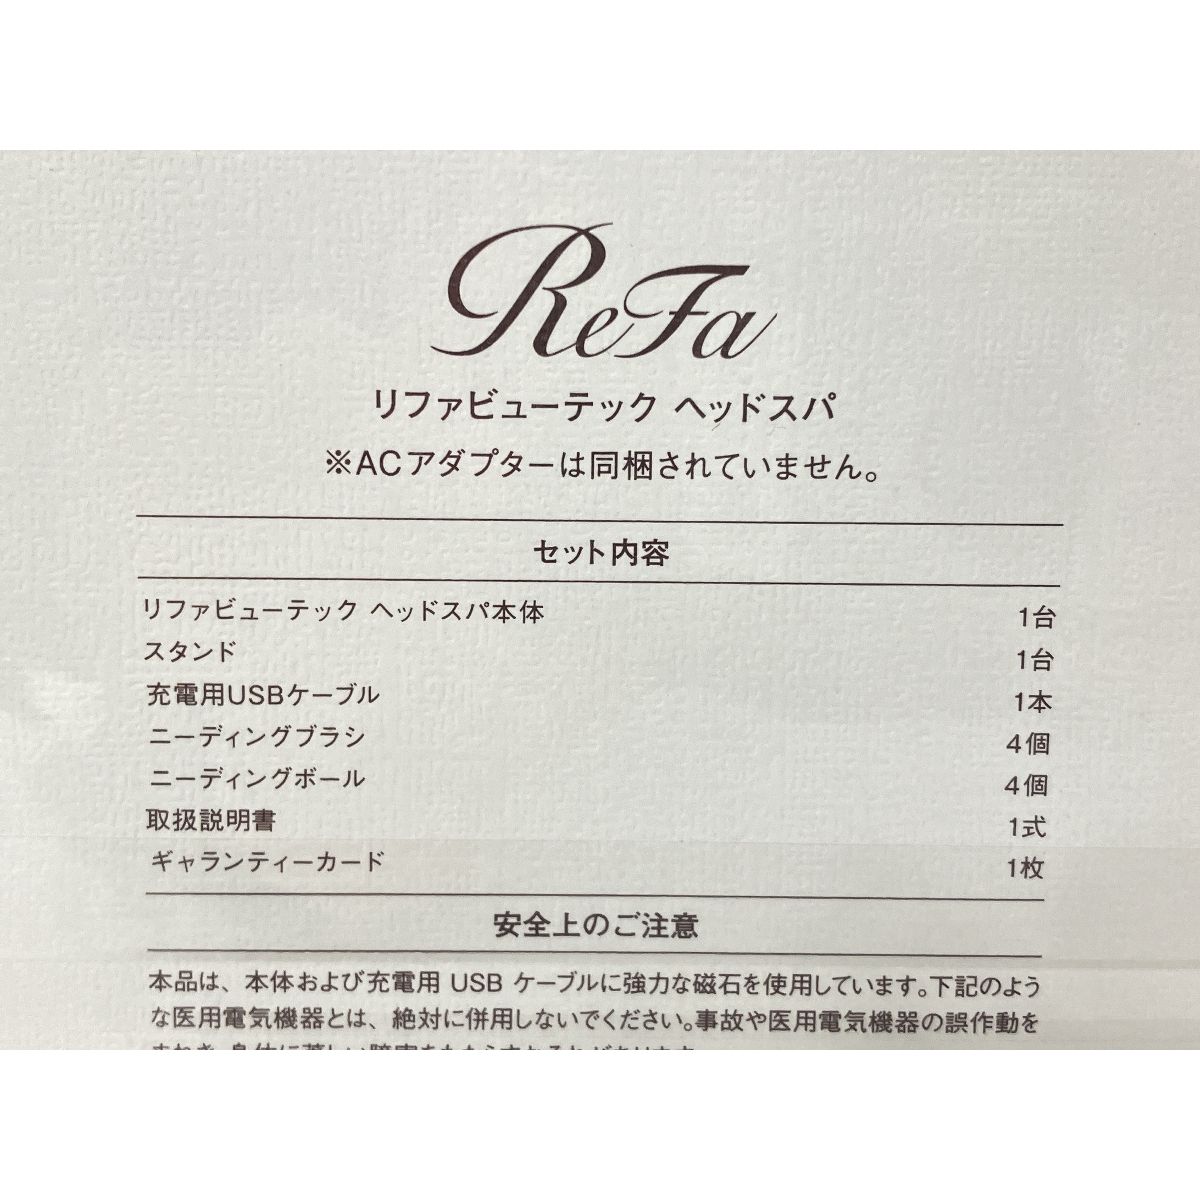 ReFa
リファビューテック ヘッドスパ
※ACアダプターは同梱されていません。
セット内容
リファビューテック ヘッドスパ本体 1台
スタンド 1台
充電用USBケーブル 1本
ニーディングブラシ 4個
ニーディングボール 4個
取扱説明書 1式
ギャランティーカード 1枚
安全上のご注意
本品は、本体および充電用 USB ケーブルに強力な磁石を使用しています。下記のよう
な医用電気機器とは、絶対に併用しないでください。事故や医用電気機器の誤作動を